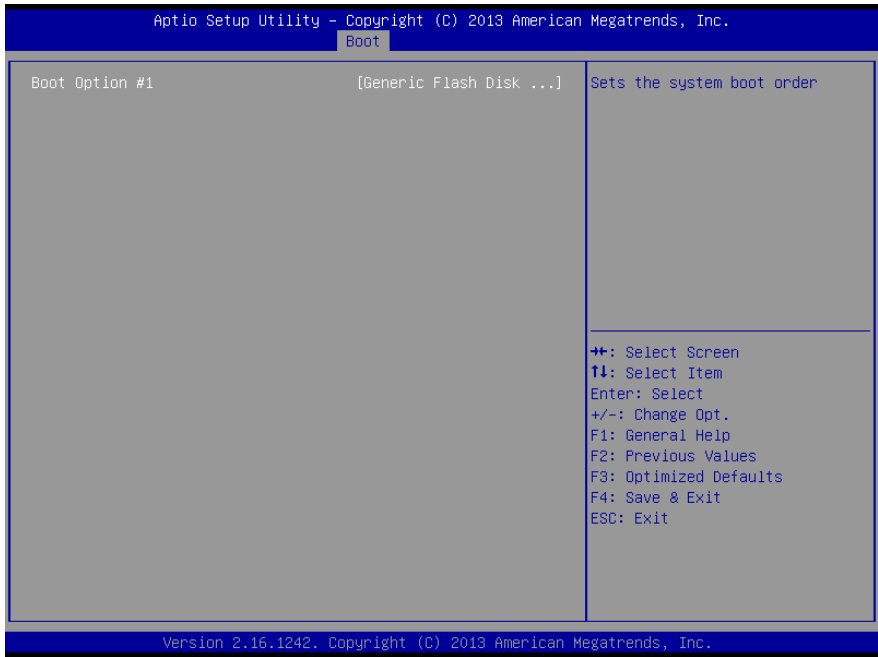 Aptio Setup Utility – Copyright (C) 2013 American Megatrends, Inc.
Boot
Boot Option #1 [Generic Flash Disk ...]
Sets the system boot order
→←: Select Screen
↑↓: Select Item
Enter: Select
+/-: Change Opt.
F1: General Help
F2: Previous Values
F3: Optimized Defaults
F4: Save & Exit
ESC: Exit
Version 2.16.1242. Copyright (C) 2013 American Megatrends, Inc.